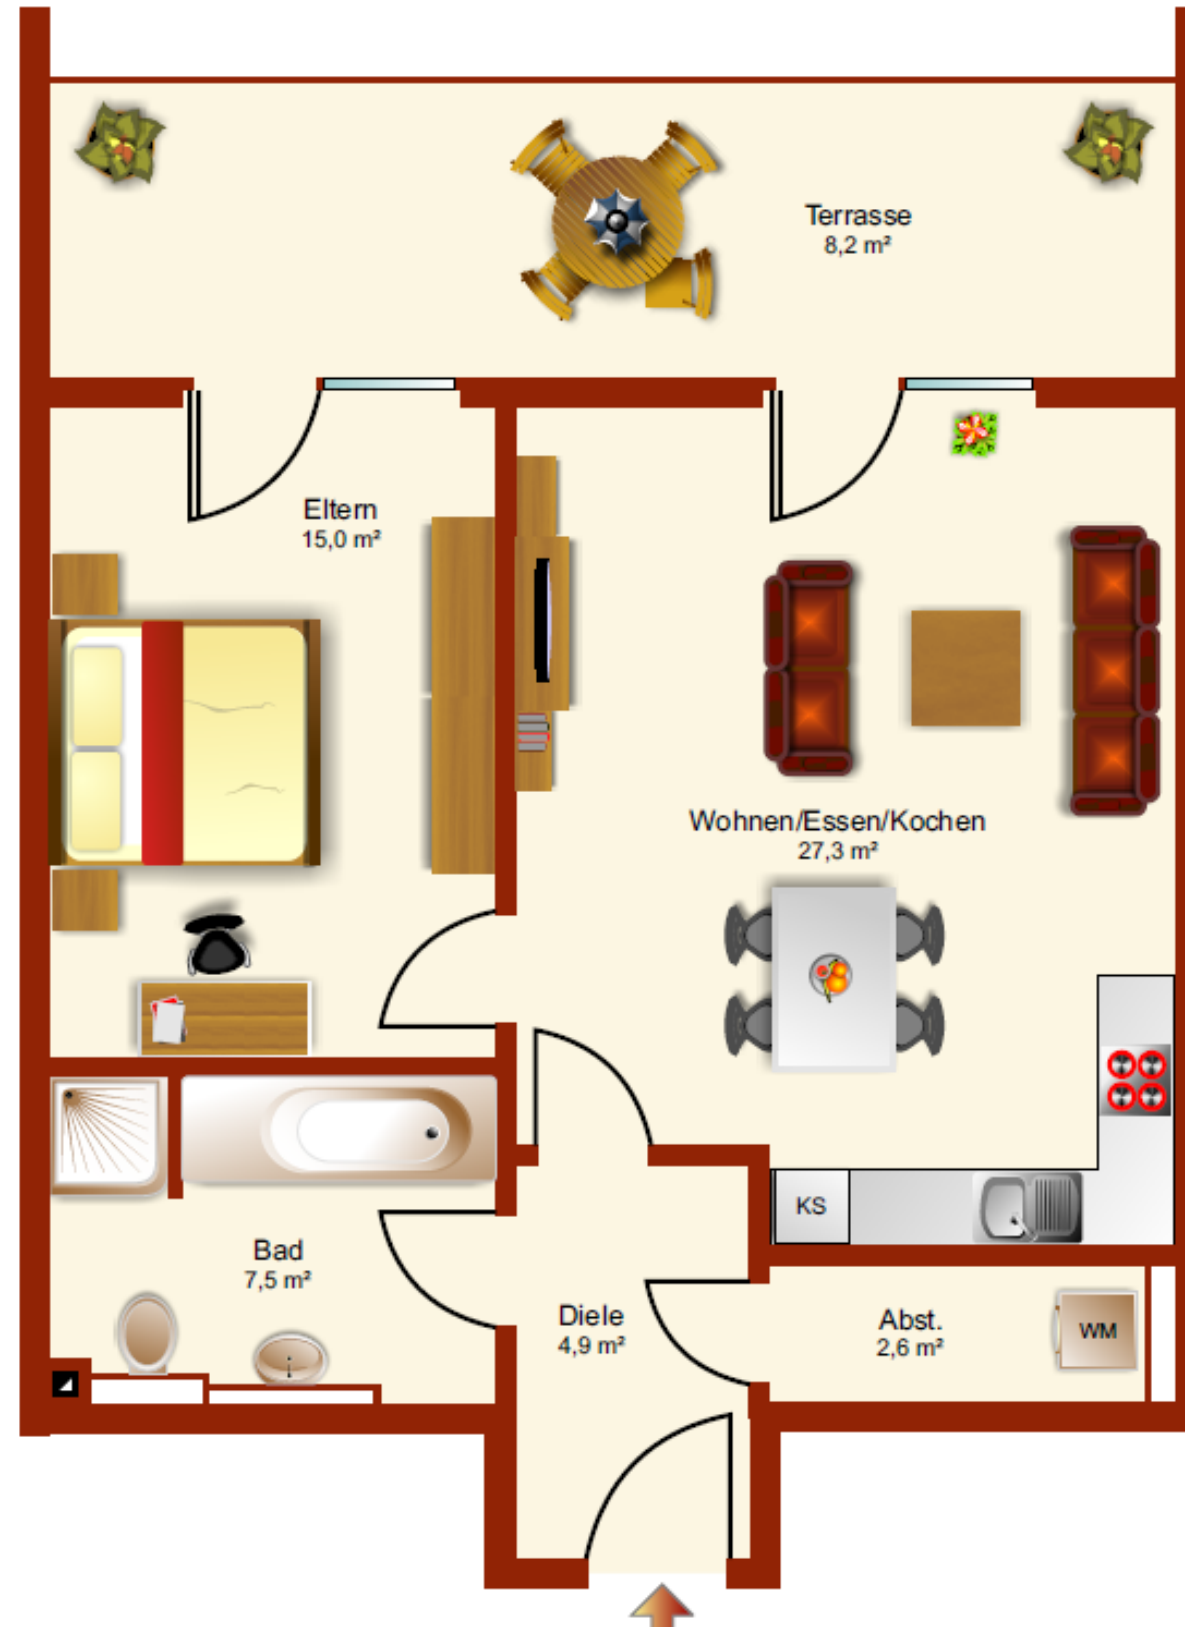 Terrasse
8,2 m²
Eltern
15,0 m²
Wohnen/Essen/Kochen
27,3 m²
KS
Bad
7,5 m²
Diele
4,9 m²
Abst.
2,6 m²
WM